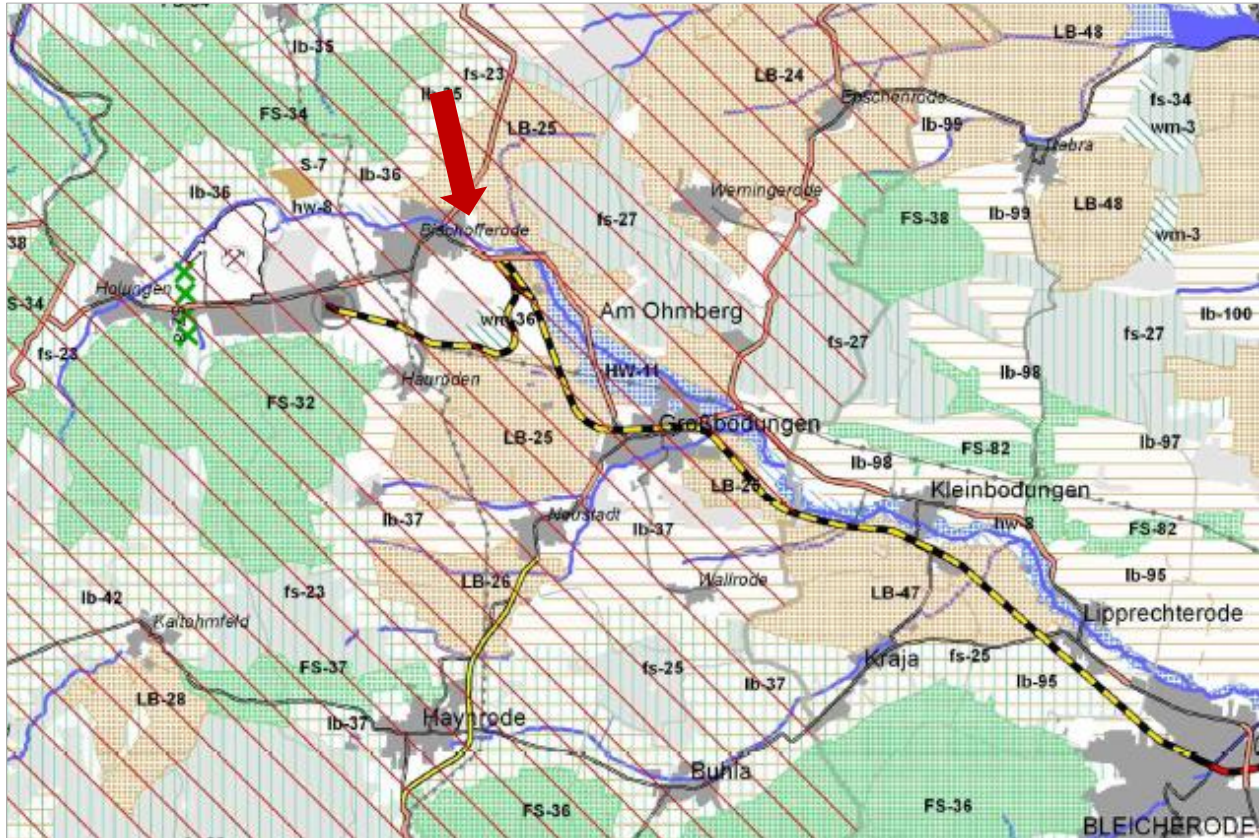 LB-48
lb-35
fs-23
LB-24
fs-34
FS-34
LB-25
lb-99
wm-3
Trebra
S-7
lb-36
lb-36
Werningerode
fs-27
FS-38
lb-99
LB-48
hw-8
Bischofferode
wm-3
38
Holungen
S-34
Am Ohmberg
lb-100
fs-23
wm-36
fs-27
fs-27
HW-11
lb-98
Hauröden
FS-32
LB-25
Großbodungen
FS-82
lb-97
lb-98
LB-26
Kleinbodungen
lb-37
Neustadt
lb-37
hw-8
FS-82
Wallrode
LB-26
LB-47
lb-95
fs-23
lb-42
Kaltohmfeld
Lipprechterode
fs-25
Kraja
fs-25
FS-37
lb-37
lb-95
LB-28
lb-37
Haynrode
Buhla
FS-36
FS-36
BLEICHERODE